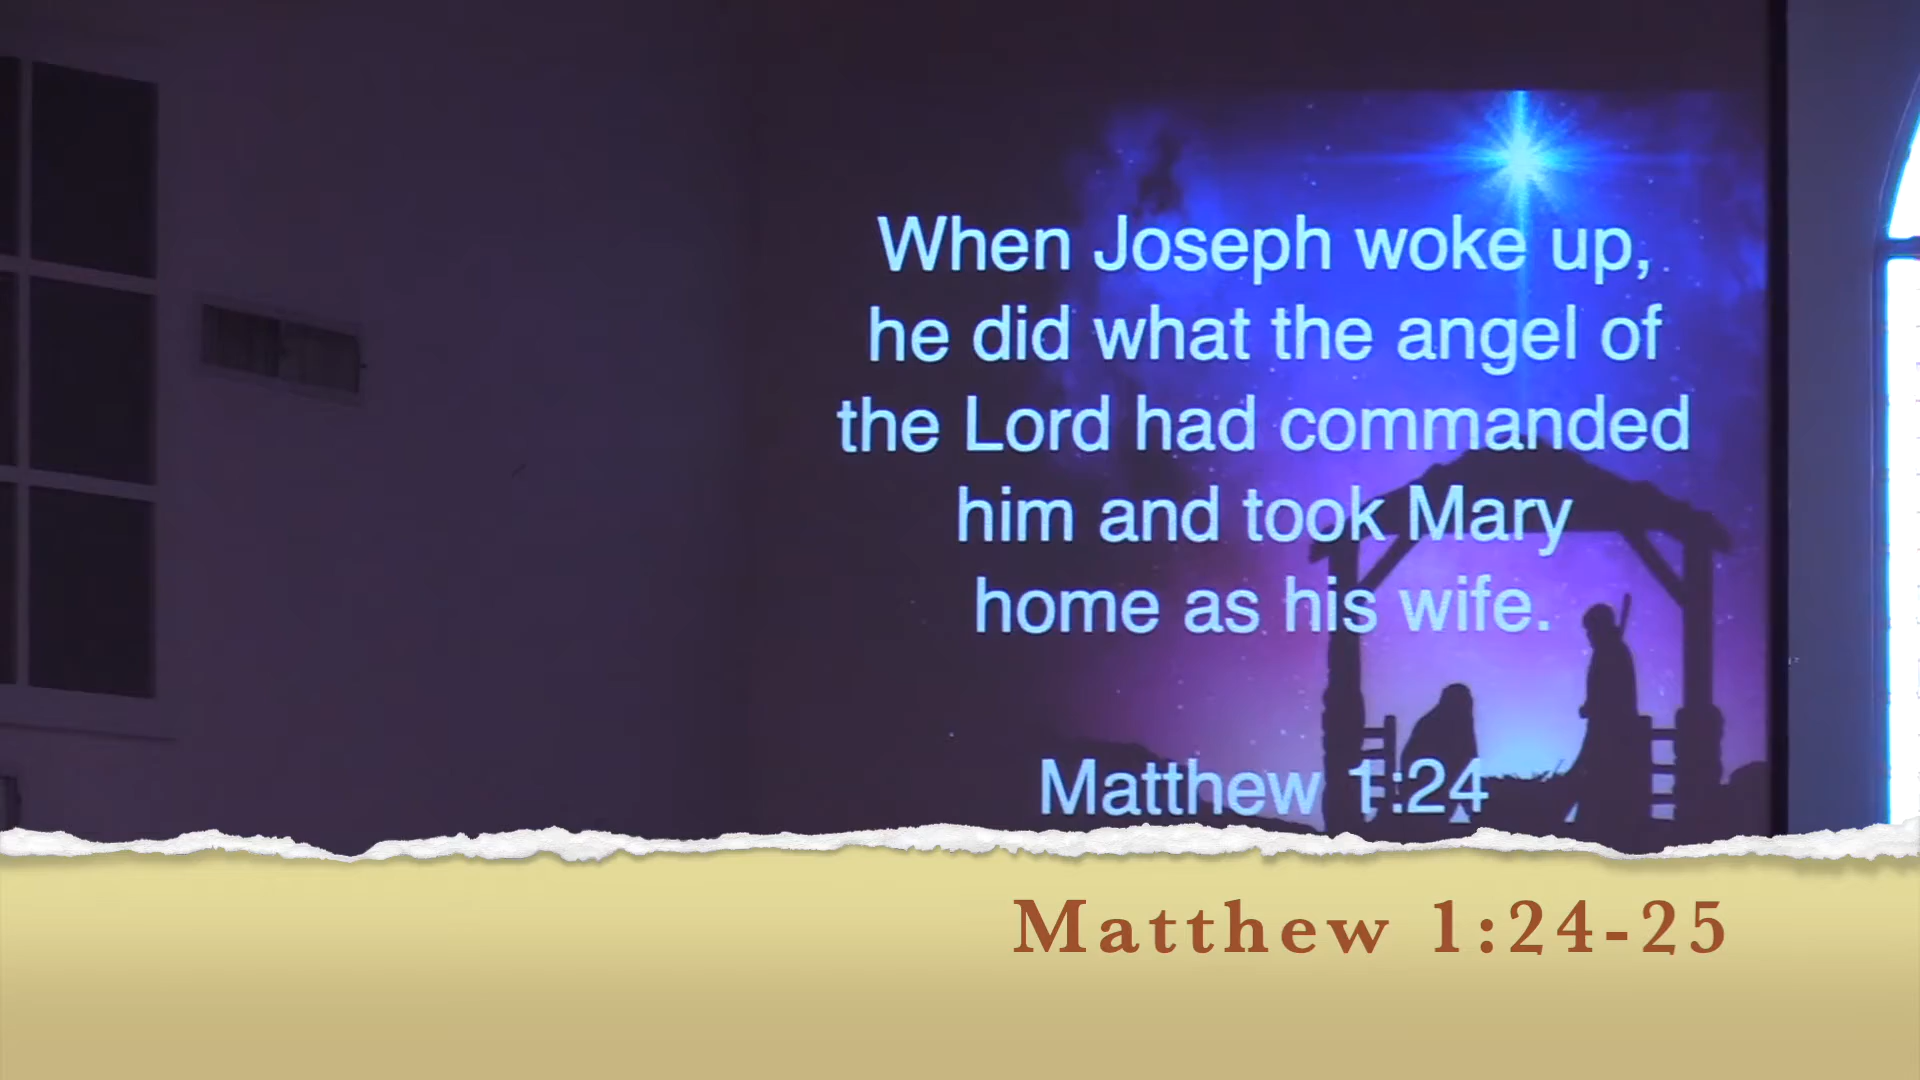 When Joseph woke up,
he did what the angel of
the Lord had commanded
him and took Mary
home as his wife.
Matthew 1:24
Matthew 1:24-25